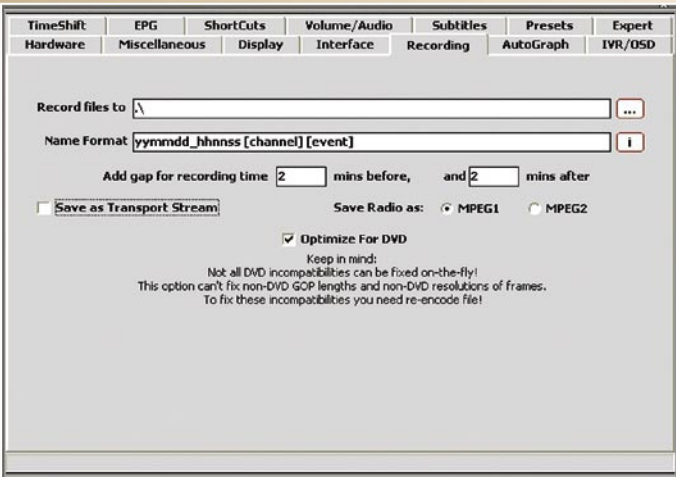 TimeShift EPG ShortCuts Volume/Audio Subtitles Presets Expert
Hardware Miscellaneous Display Interface Recording AutoGraph IVR/OSD
Record files to .\ ...
Name Format yymmdd_hhnnss [channel] [event] i
Add gap for recording time 2 mins before, and 2 mins after
Save as Transport Stream Save Radio as: MPEG1 MPEG2
Optimize For DVD
Keep in mind:
Not all DVD incompatibilities can be fixed on-the-fly!
This option can't fix non-DVD GOP lengths and non-DVD resolutions of frames.
To fix these incompatibilities you need re-encode file!